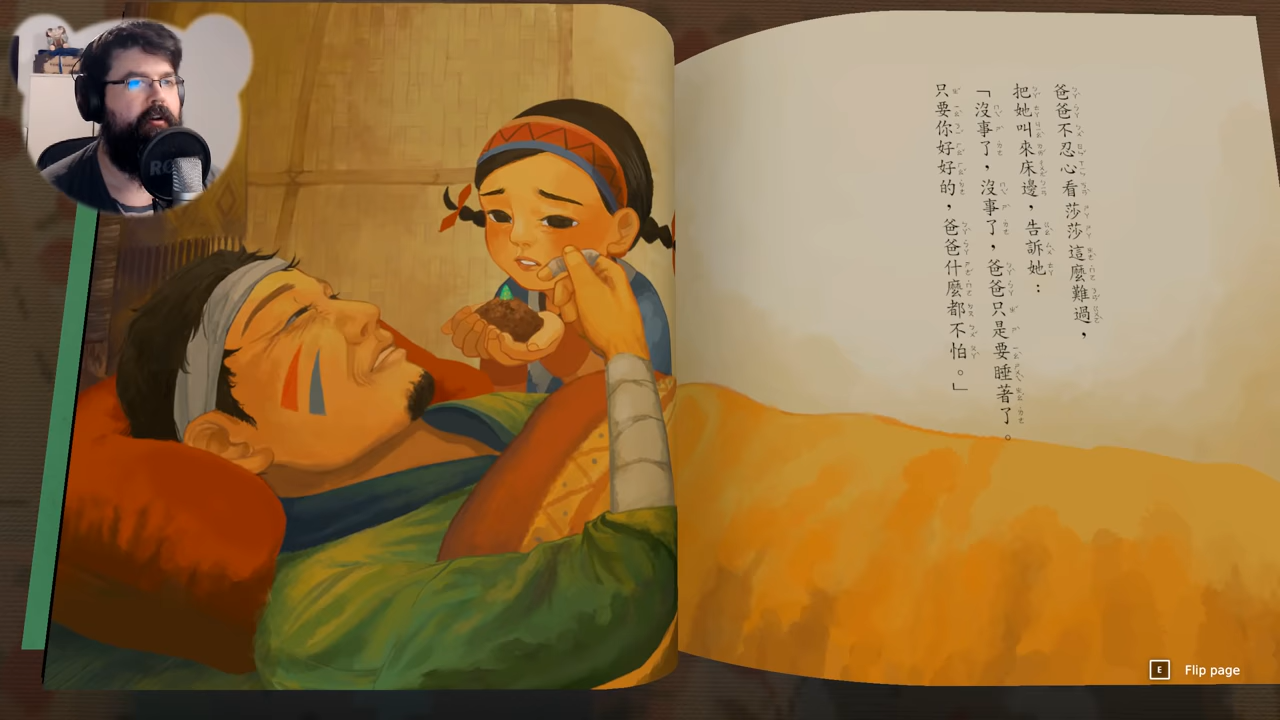 爸爸不忍心看莎莎這麼難過，
把她叫來床邊，告訴她：
「沒事了，沒事了，爸爸只是要睡著了。
只要你好好的，爸爸什麼都不怕。」
E Flip page